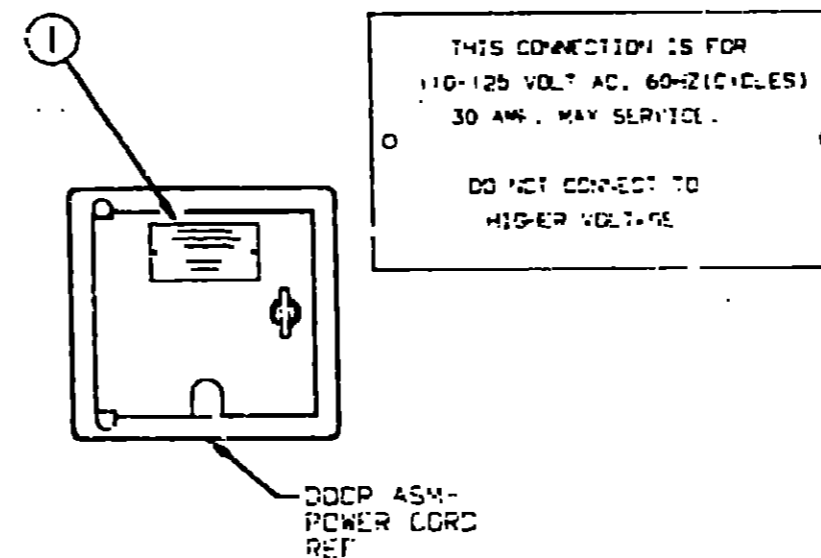 1
THIS CONNECTION IS FOR
110-125 VOLT AC, 60HZ(CYCLES)
30 AMP. MAX SERVICE.
DO NOT CONNECT TO
HIGHER VOLTAGE
DOOR ASM-
POWER CORD
REF